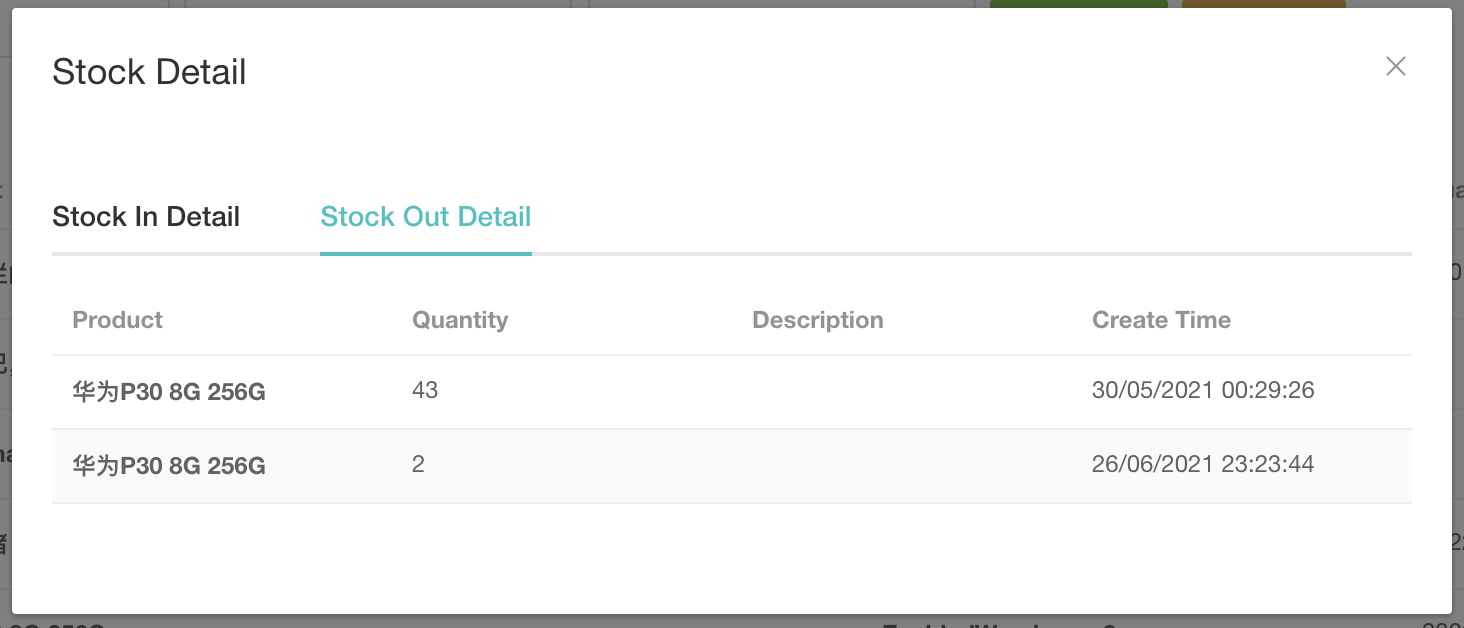 Stock Detail
Stock In Detail Stock Out Detail
Product Quantity Description Create Time
华为P30 8G 256G 43 30/05/2021 00:29:26
华为P30 8G 256G 2 26/06/2021 23:23:44